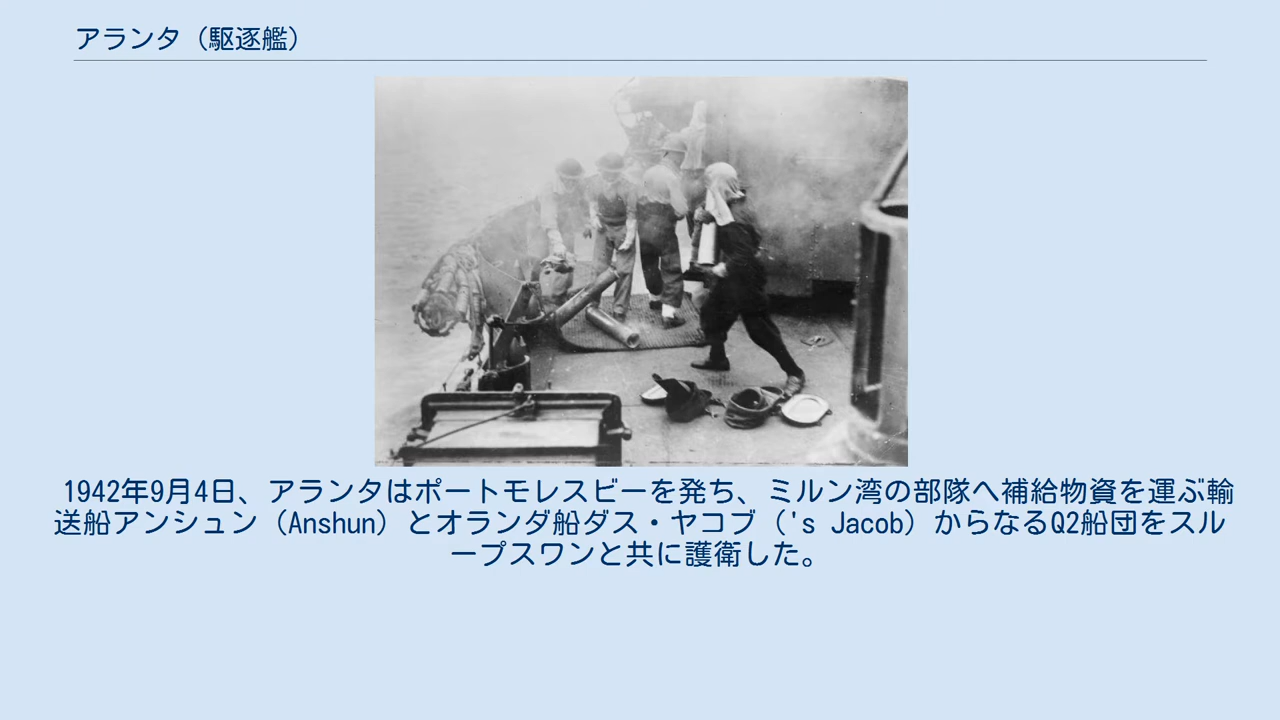 アランタ（駆逐艦）
1942年9月4日、アランタはポートモレスビーを発ち、ミルン湾の部隊へ補給物資を運ぶ輸
送船アンシュン（Anshun）とオランダ船ダス・ヤコブ（'s Jacob）からなるQ2船団をスル
ープスワンと共に護衛した。